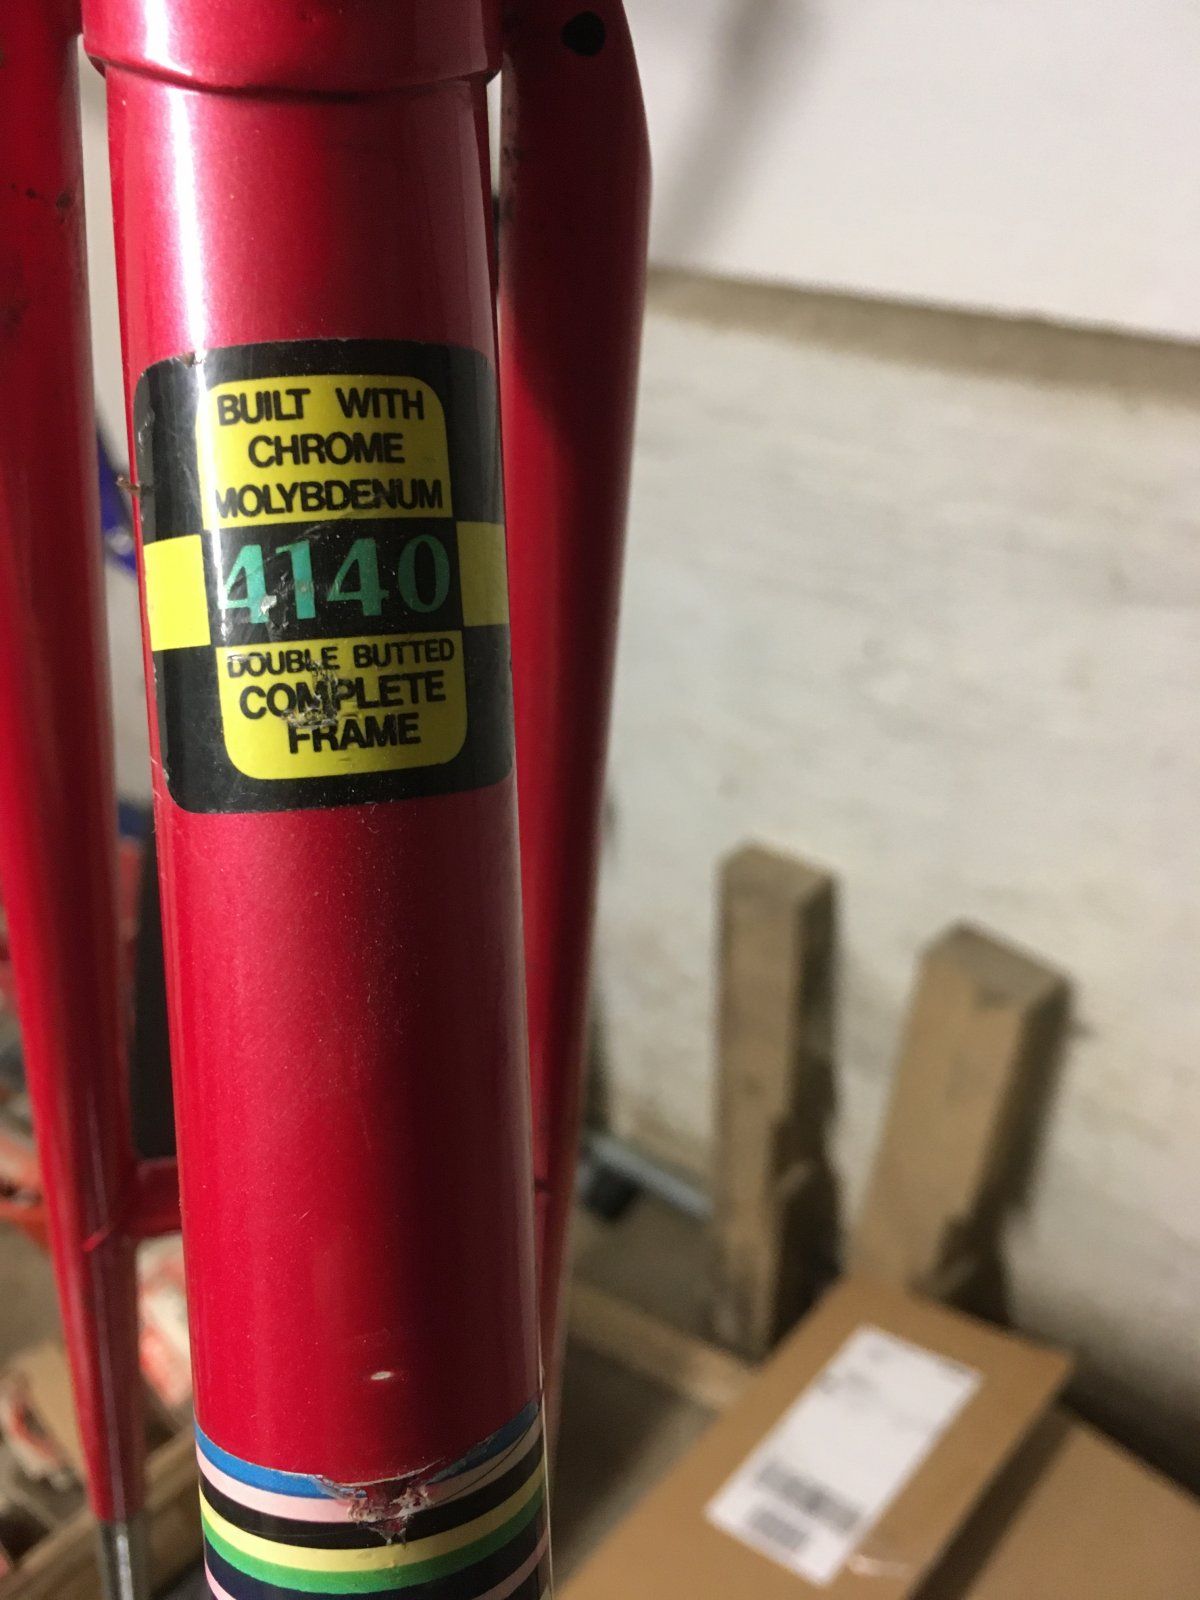 BUILT WITH
CHROME
MOLYBDENUM
4140
DOUBLE BUTTED
COMPLETE
FRAME